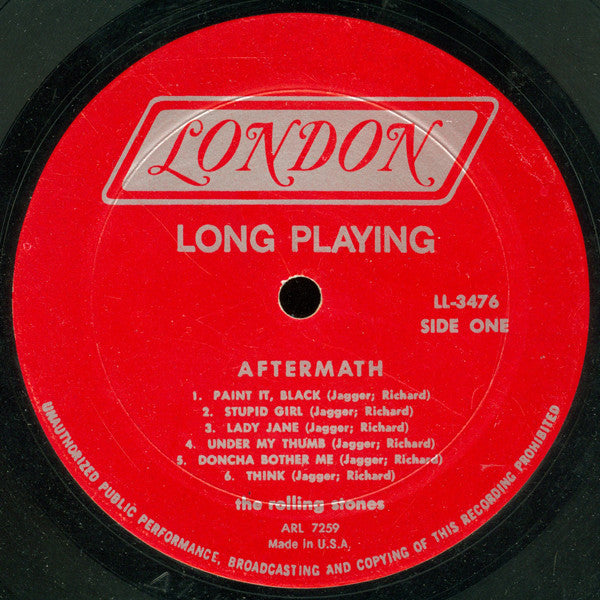 LONDON
LONG PLAYING
LL-3476
SIDE ONE
AFTERMATH
1. PAINT IT, BLACK (Jagger; Richard)
2. STUPID GIRL (Jagger; Richard)
3. LADY JANE (Jagger; Richard)
4. UNDER MY THUMB (Jagger; Richard)
5. DONCHA BOTHER ME (Jagger; Richard)
6. THINK (Jagger; Richard)
the rolling stones
ARL 7259
Made in U.S.A.
UNAUTHORIZED PUBLIC PERFORMANCE, BROADCASTING AND COPYING OF THIS RECORDING PROHIBITED